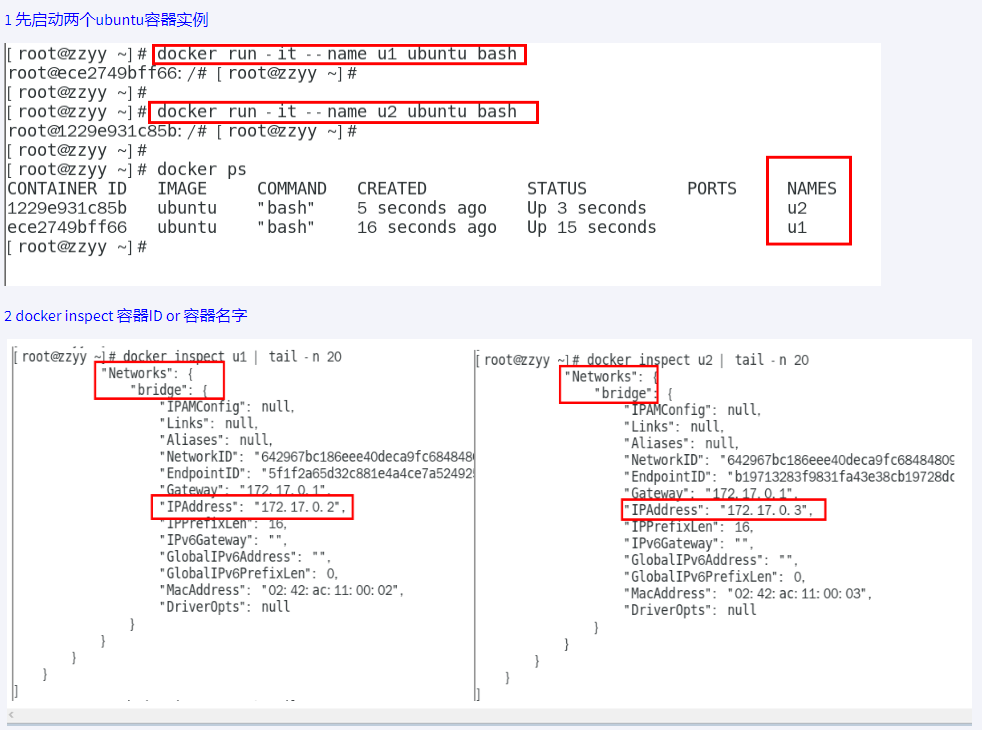 1 先启动两个ubuntu容器实例
[root@zzyy ~]# docker run -it --name u1 ubuntu bash
root@ece2749bff66:/# [root@zzyy ~]#
[root@zzyy ~]#
[root@zzyy ~]# docker run -it --name u2 ubuntu bash
root@1229e931c85b:/# [root@zzyy ~]#
[root@zzyy ~]#
[root@zzyy ~]# docker ps
CONTAINER ID IMAGE COMMAND CREATED STATUS PORTS NAMES
1229e931c85b ubuntu "bash" 5 seconds ago Up 3 seconds u2
ece2749bff66 ubuntu "bash" 16 seconds ago Up 15 seconds u1
[root@zzyy ~]#
2 docker inspect 容器ID or 容器名字
[root@zzyy ~]# docker inspect u1 | tail -n 20
"Networks": {
"bridge": {
"IPAMConfig": null,
"Links": null,
"Aliases": null,
"NetworkID": "642967bc186eee40deca9fc6848480
"EndpointID": "5f1f2a65d32c881e4a4ce7a524925
"Gateway": "172.17.0.1",
"IPAddress": "172.17.0.2",
"IPPrefixLen": 16,
"IPv6Gateway": "",
"GlobalIPv6Address": "",
"GlobalIPv6PrefixLen": 0,
"MacAddress": "02:42:ac:11:00:02",
"DriverOpts": null
}
}
}
}
]
[root@zzyy ~]# docker inspect u2 | tail -n 20
"Networks": {
"bridge": {
"IPAMConfig": null,
"Links": null,
"Aliases": null,
"NetworkID": "642967bc186eee40deca9fc68484809
"EndpointID": "b19713283f9831fa43e38cb19728dc
"Gateway": "172.17.0.1",
"IPAddress": "172.17.0.3",
"IPPrefixLen": 16,
"IPv6Gateway": "",
"GlobalIPv6Address": "",
"GlobalIPv6PrefixLen": 0,
"MacAddress": "02:42:ac:11:00:03",
"DriverOpts": null
}
}
}
}
]